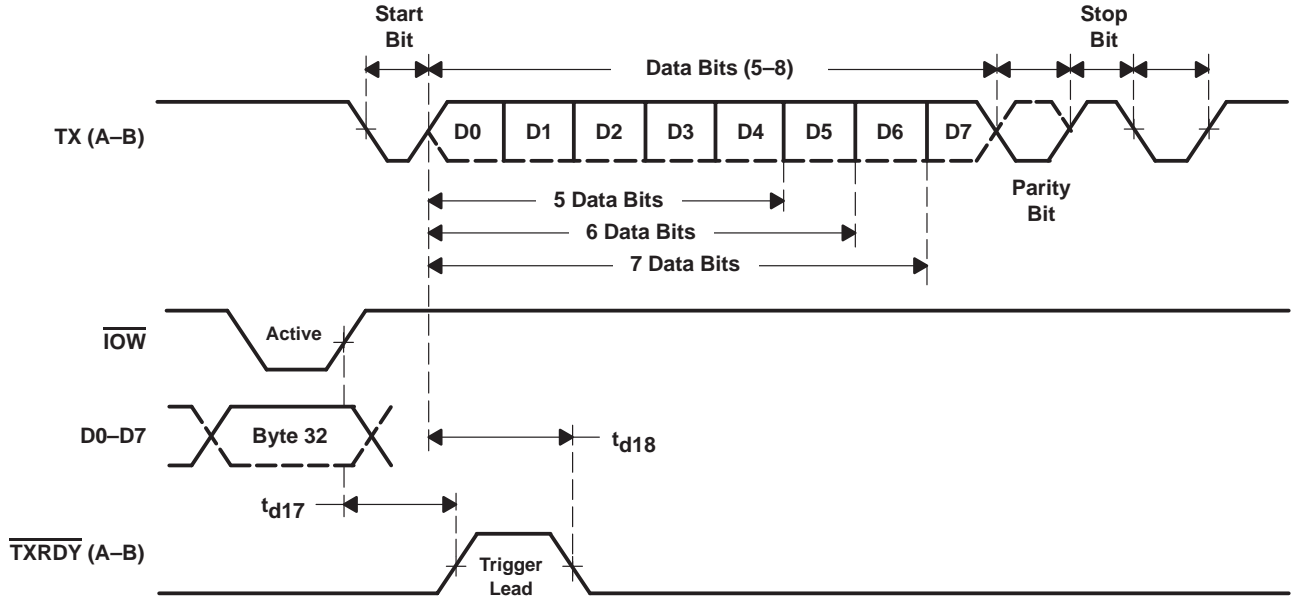 Start
Bit
Stop
Bit
Data Bits (5–8)
TX (A–B)
D0 D1 D2 D3 D4 D5 D6 D7
Parity
Bit
5 Data Bits
6 Data Bits
7 Data Bits
IOW
Active
D0–D7
Byte 32
td18
td17
TXRDY (A–B)
Trigger
Lead